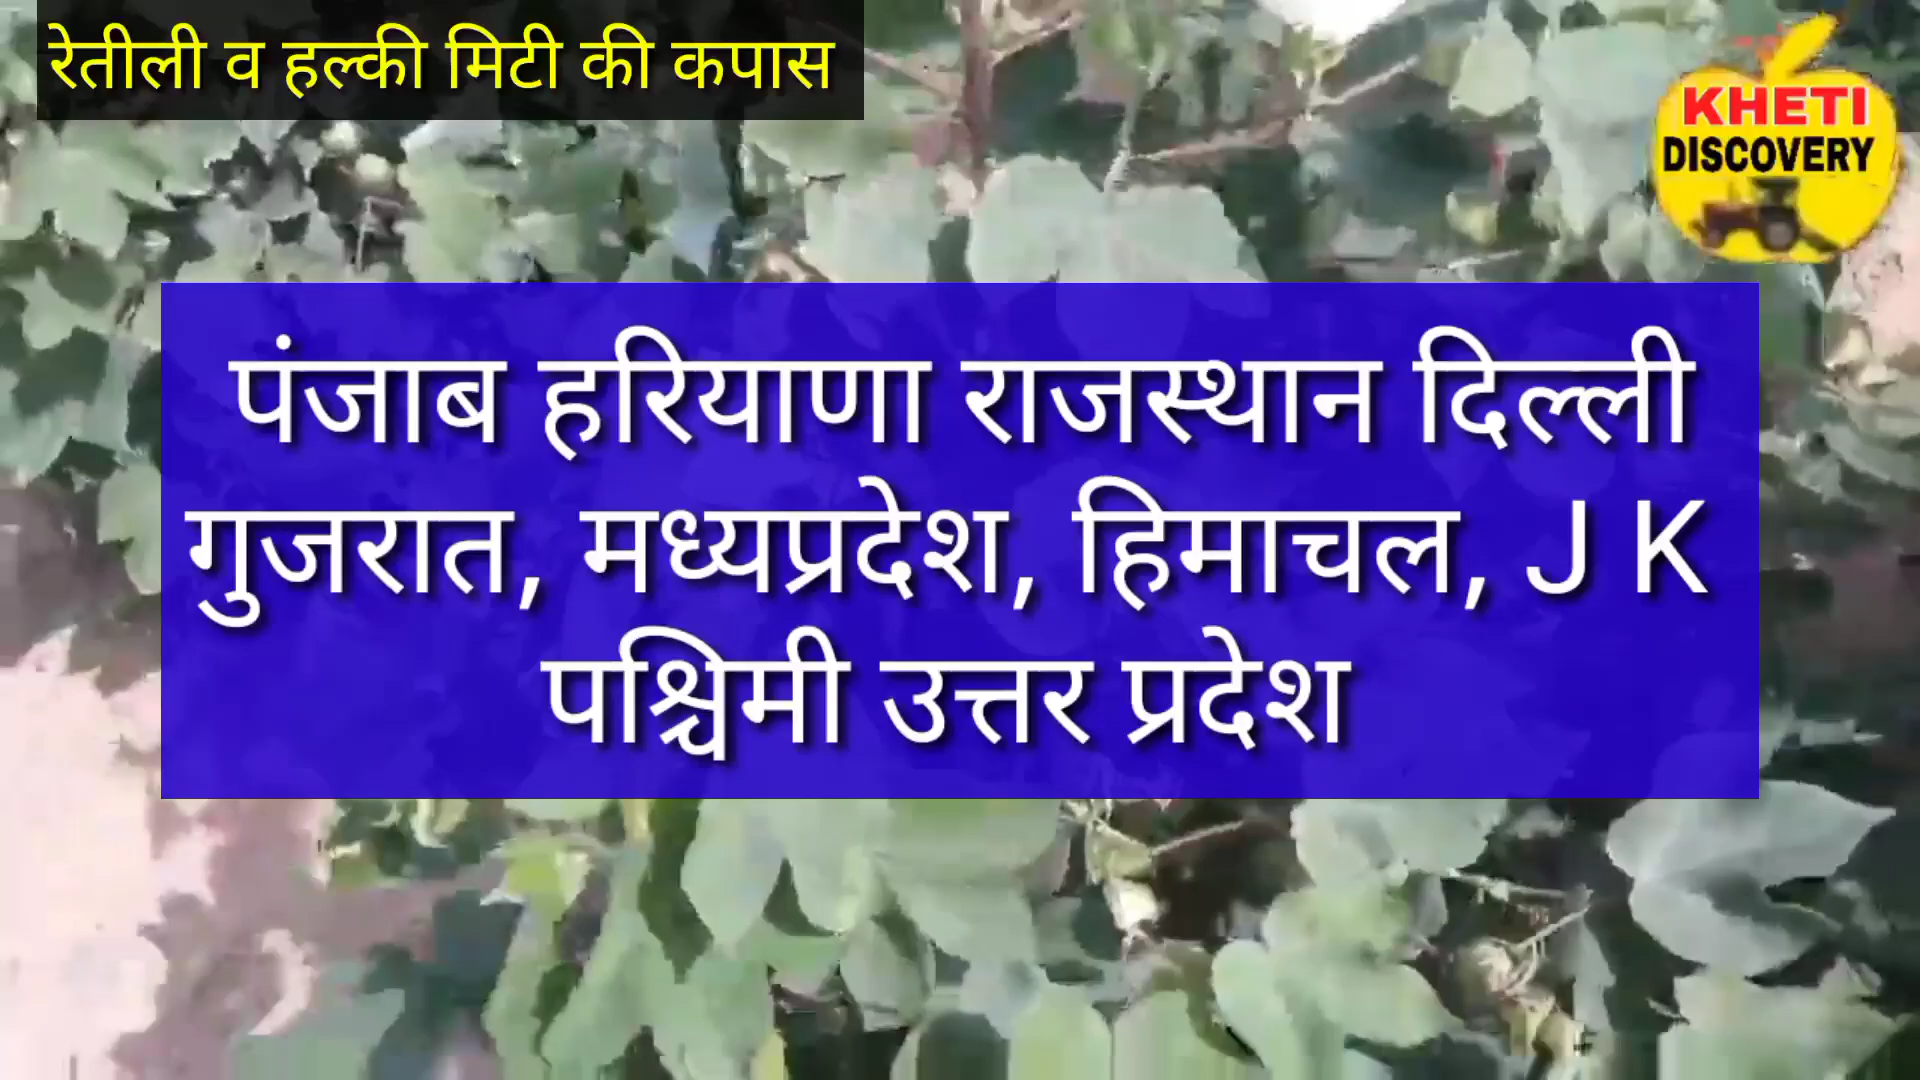 रेतीली व हल्की मिटी की कपास
KHETI
DISCOVERY
पंजाब हरियाणा राजस्थान दिल्ली
गुजरात, मध्यप्रदेश, हिमाचल, J K
पश्चिमी उत्तर प्रदेश